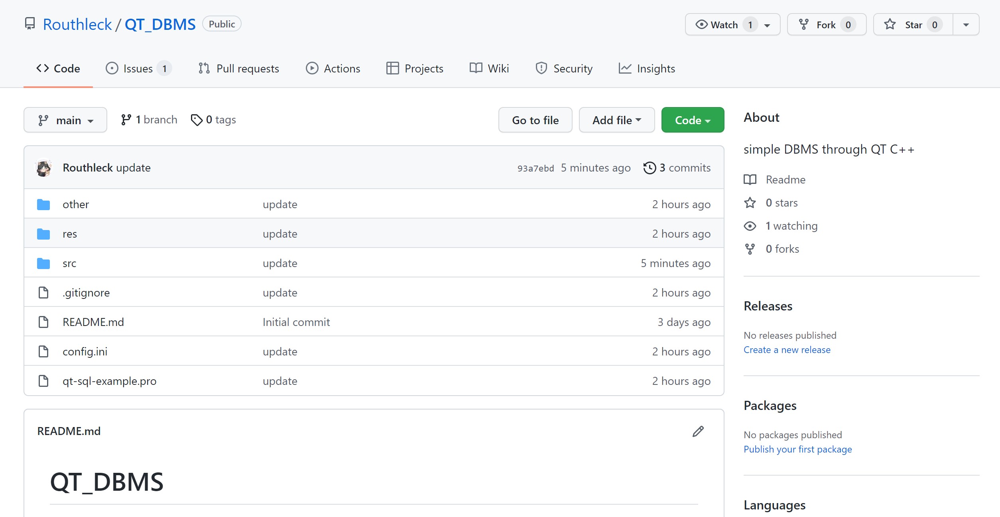 Routhleck / QT_DBMS Public Watch 1 Fork 0 Star 0
Code Issues 1 Pull requests Actions Projects Wiki Security Insights
main 1 branch 0 tags Go to file Add file Code
Routhleck update 93a7ebd 5 minutes ago 3 commits
other update 2 hours ago
res update 2 hours ago
src update 5 minutes ago
.gitignore update 2 hours ago
README.md Initial commit 3 days ago
config.ini update 2 hours ago
qt-sql-example.pro update 2 hours ago
README.md
QT_DBMS
About
simple DBMS through QT C++
Readme
0 stars
1 watching
0 forks
Releases
No releases published
Create a new release
Packages
No packages published
Publish your first package
Languages